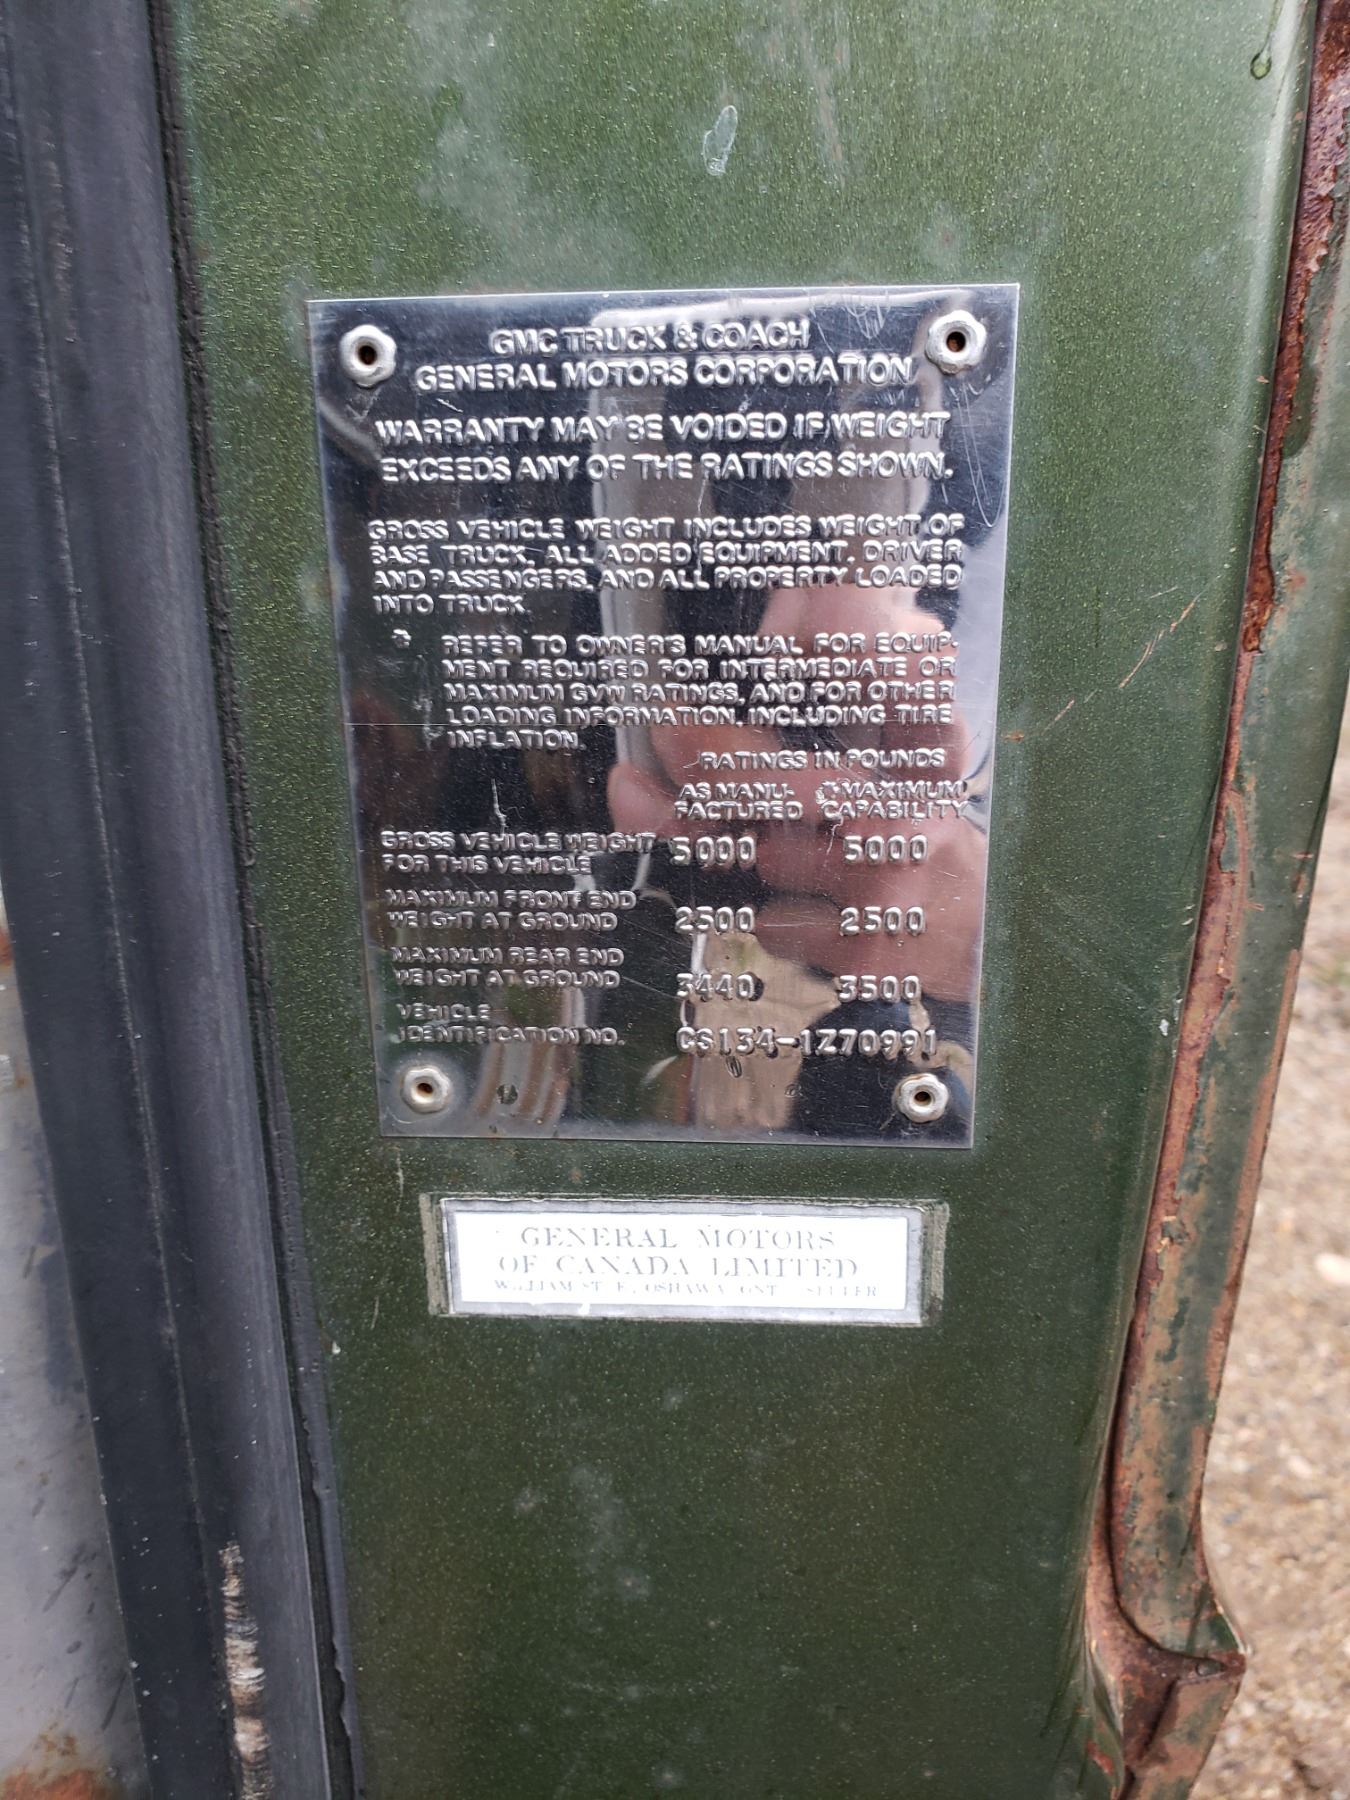 GMC TRUCK & COACH
GENERAL MOTORS CORPORATION
WARRANTY MAY BE VOIDED IF WEIGHT
EXCEEDS ANY OF THE RATINGS SHOWN.
GROSS VEHICLE WEIGHT INCLUDES WEIGHT OF
BASE TRUCK, ALL ADDED EQUIPMENT, DRIVER
AND PASSENGERS, AND ALL PROPERTY LOADED
INTO TRUCK.
* REFER TO OWNER'S MANUAL FOR EQUIP-
MENT REQUIRED FOR INTERMEDIATE OR
MAXIMUM GVW RATINGS, AND FOR OTHER
LOADING INFORMATION, INCLUDING TIRE
INFLATION.
RATINGS IN POUNDS
AS MANU- *MAXIMUM
FACTURED CAPABILITY
GROSS VEHICLE WEIGHT
FOR THIS VEHICLE 5000 5000
MAXIMUM FRONT END
WEIGHT AT GROUND 2500 2500
MAXIMUM REAR END
WEIGHT AT GROUND 3440 3500
VEHICLE
IDENTIFICATION NO. CS134-1Z70991
GENERAL MOTORS
OF CANADA LIMITED
WILLIAM ST. E., OSHAWA ONT.